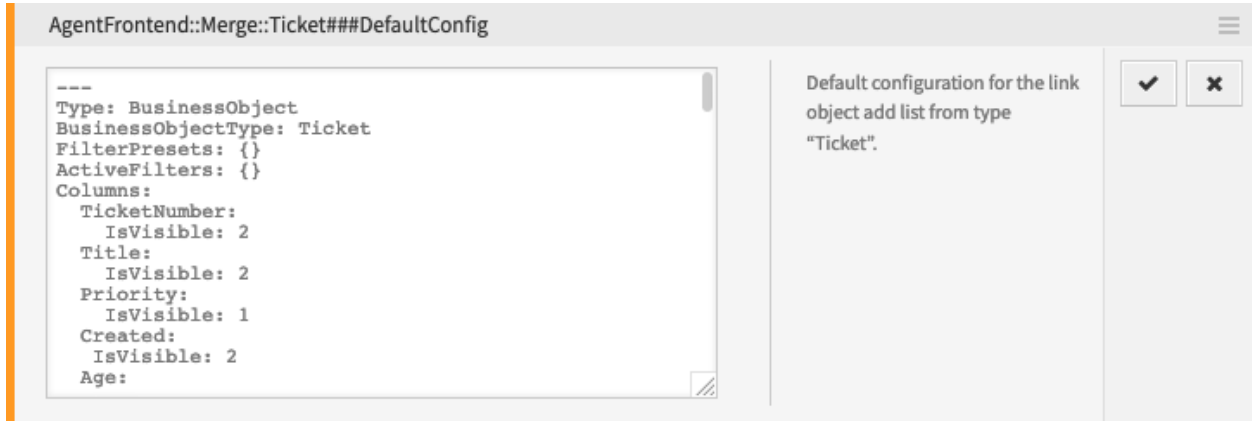 AgentFrontend::Merge::Ticket###DefaultConfig
---
Type: BusinessObject
BusinessObjectType: Ticket
FilterPresets: {}
ActiveFilters: {}
Columns:
  TicketNumber:
    IsVisible: 2
  Title:
    IsVisible: 2
  Priority:
    IsVisible: 1
  Created:
   IsVisible: 2
  Age:
Default configuration for the link
object add list from type
“Ticket”.